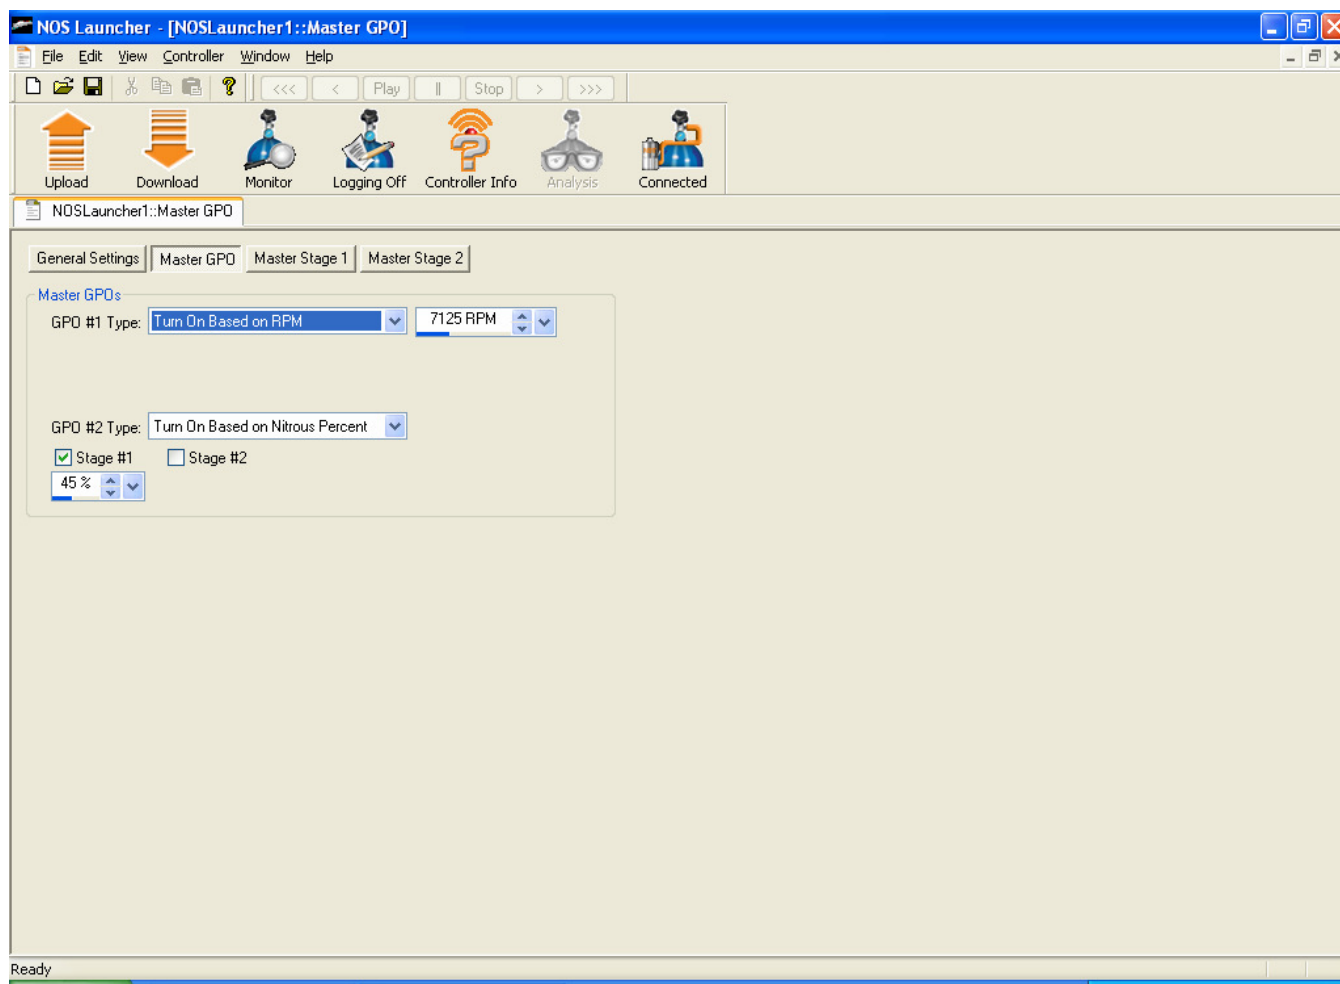 NOS Launcher - [NOSLauncher1::Master GPO]
File Edit View Controller Window Help
<<< < Play || Stop > >>>
Upload Download Monitor Logging Off Controller Info Analysis Connected
NOSLauncher1::Master GPO
General Settings Master GPO Master Stage 1 Master Stage 2
Master GPOs
GPO #1 Type: Turn On Based on RPM 7125 RPM
GPO #2 Type: Turn On Based on Nitrous Percent
Stage #1 Stage #2
45 %
Ready